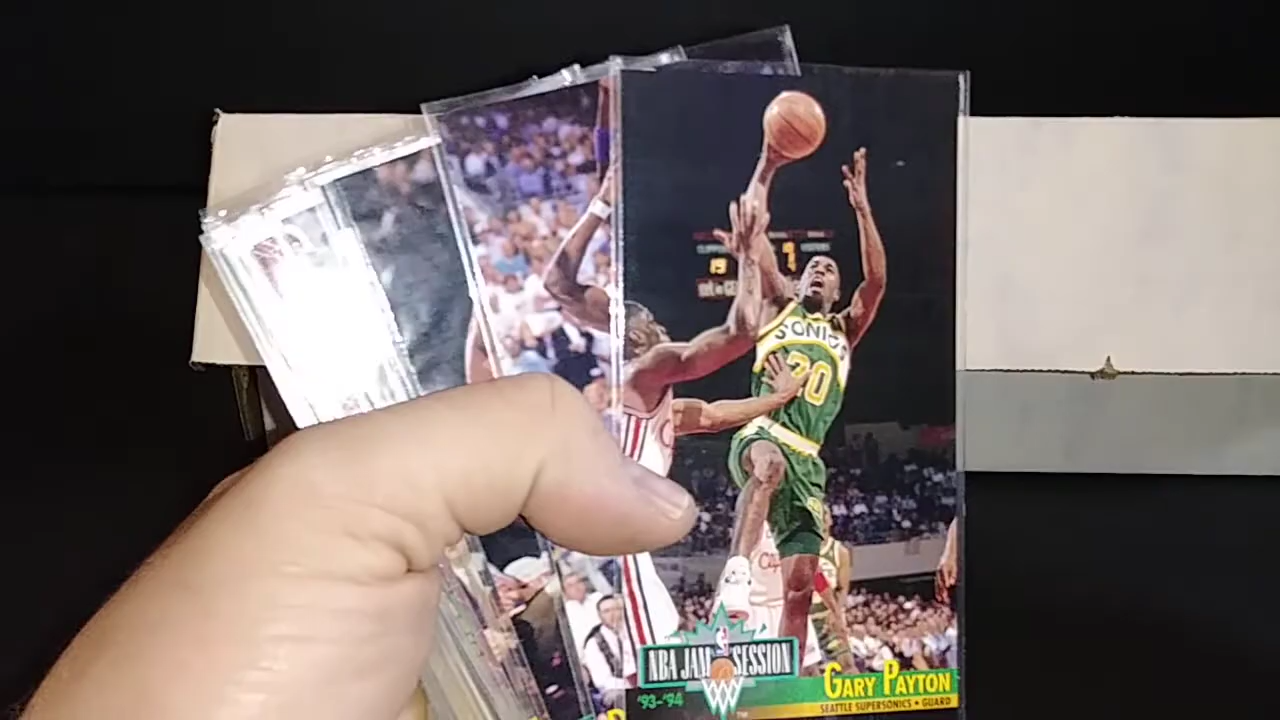 SONICS
20
NBA JAM SESSION
'93-'94
GARY PAYTON
SEATTLE SUPERSONICS • GUARD